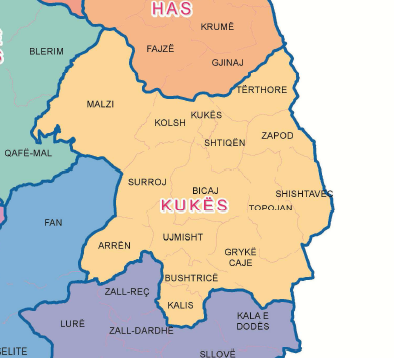 HAS
KRUMË
FAJZË
BLERIM
GJINAJ
TËRTHORE
MALZI
KUKËS
KOLSH
ZAPOD
SHTIQËN
QAFË-MAL
SURROJ
BICAJ
SHISHTAVEC
KUKËS
TOPOJAN
FAN
UJMISHT
ARRËN
GRYKË
CAJE
BUSHTRICË
ZALL-REÇ
KALIS
KALA E
DODËS
LURË
ZALL-DARDHË
SLLOVË
SELITE